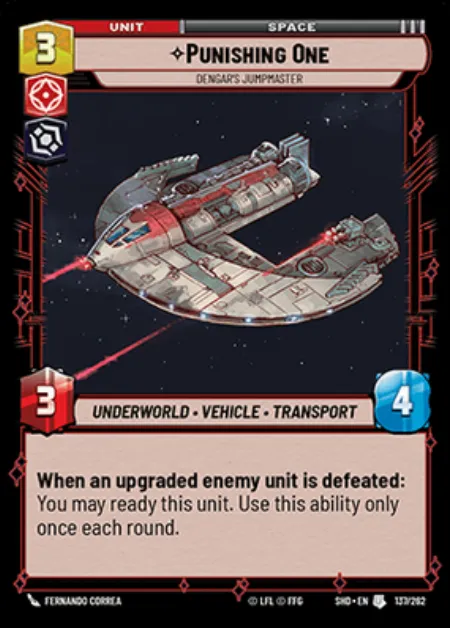 3
UNIT
SPACE
PUNISHING ONE
DENGAR'S JUMPMASTER
3
UNDERWORLD • VEHICLE • TRANSPORT
4
When an upgraded enemy unit is defeated:
You may ready this unit. Use this ability only
once each round.
FERNANDO CORREA
© LFL © FFG
SHD • EN
137/262